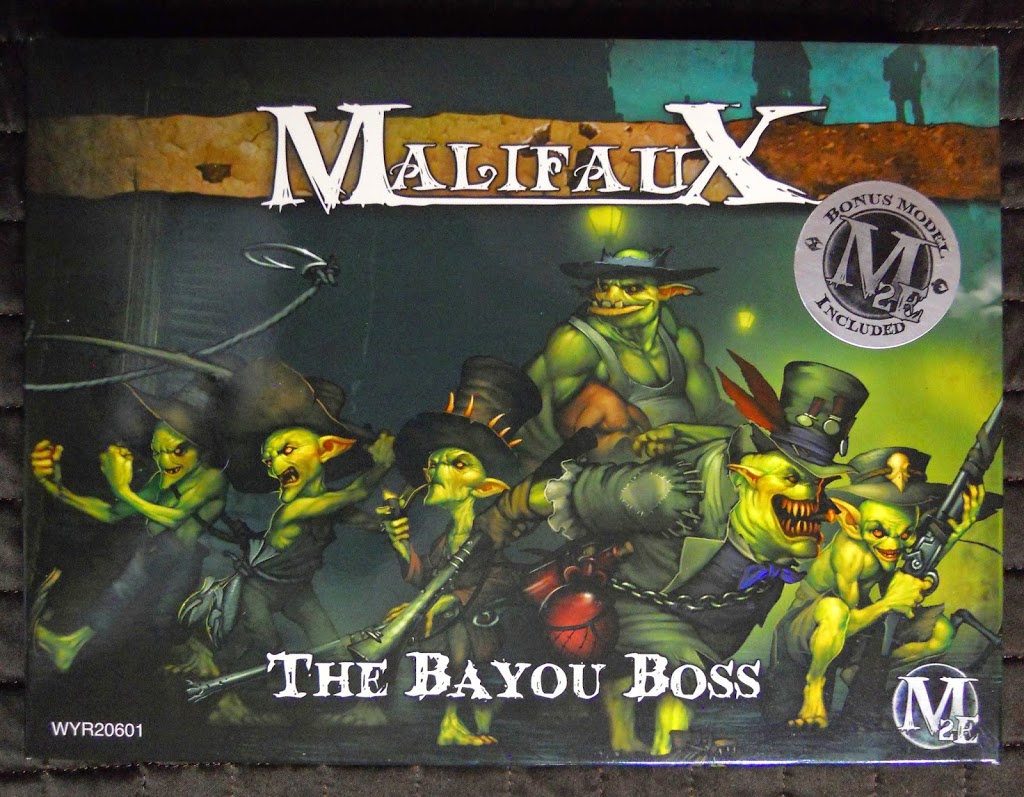 MALIFAUX
BONUS MODEL
M2E
INCLUDED
THE BAYOU BOSS
WYR20601
M2E